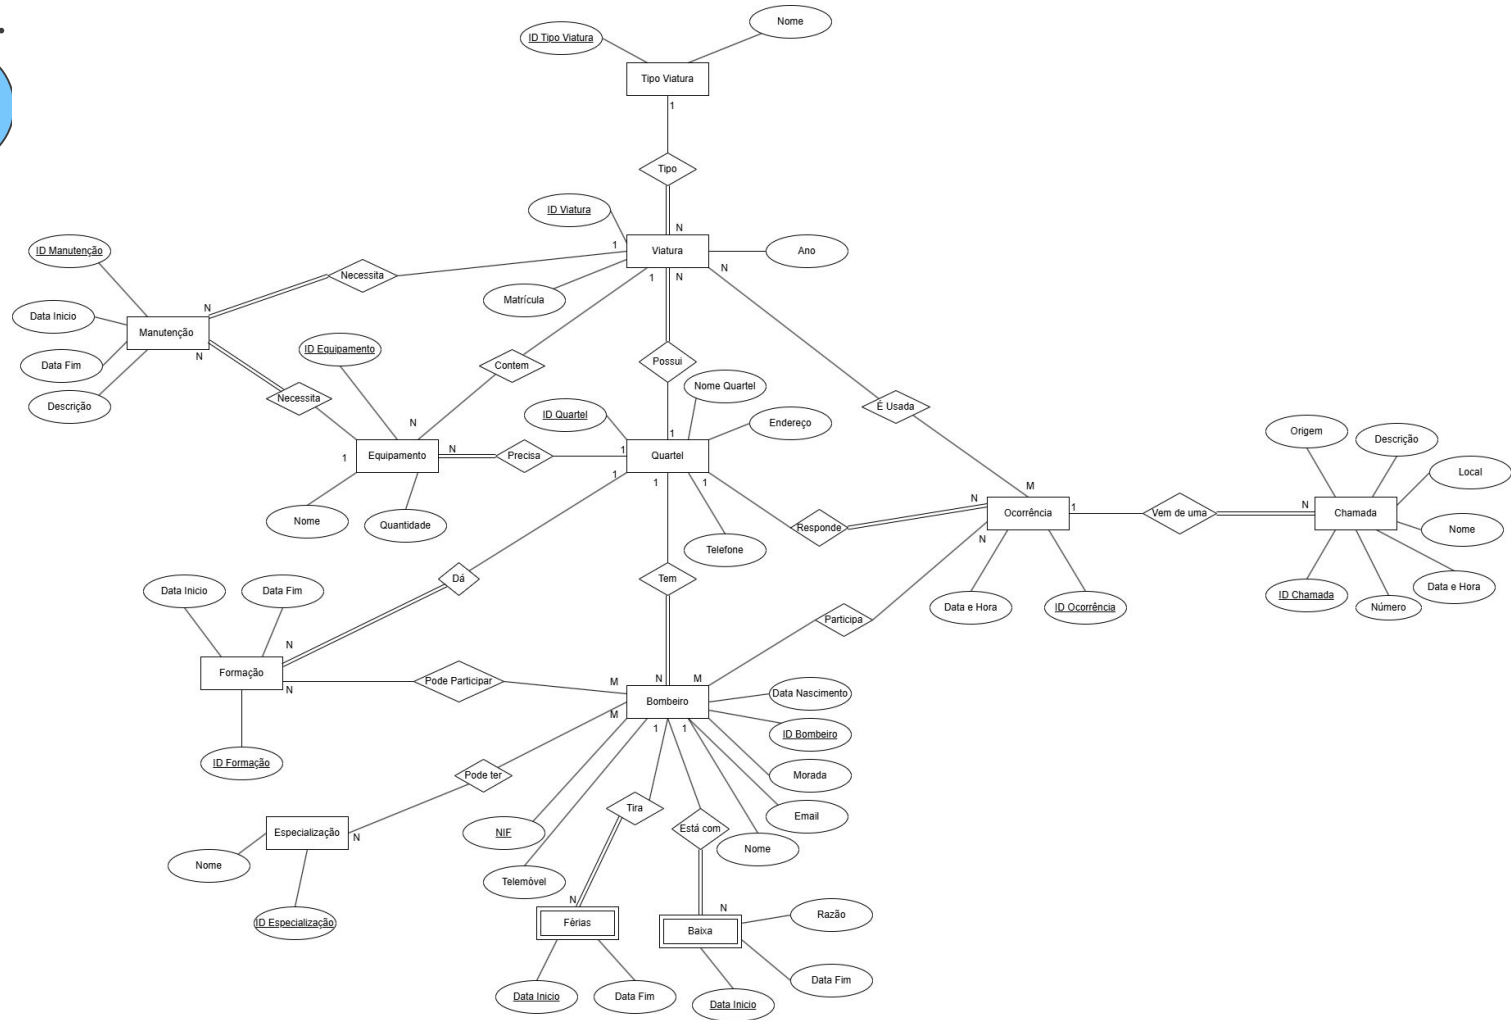 Nome
ID Tipo Viatura
Tipo Viatura
1
Tipo
ID Viatura
N
ID Manutenção
1
Viatura
Ano
Necessita
1
N
N
Matrícula
N
Data Inicio
Manutenção
ID Equipamento
N
Data Fim
Contem
Possui
Nome Quartel
Necessita
Descrição
É Usada
ID Quartel
Endereço
N
1
Origem
Descrição
N
1
1
Equipamento
Precisa
Quartel
Local
1
1
1
M
N
1
N
Nome
Quantidade
Responde
Ocorrência
Vem de uma
Chamada
Nome
N
Telefone
Dá
Tem
Data Inicio
Data Fim
Data e Hora
ID Chamada
Data e Hora
ID Ocorrência
Número
Participa
N
Formação
Pode Participar
N
M
N
M
Bombeiro
Data Nascimento
M
1
1
ID Bombeiro
ID Formação
Pode ter
Morada
Tira
Email
Especialização
NIF
Está com
N
Nome
Nome
Telemôvel
N
N
ID Especialização
Férias
Baixa
Razão
Data Fim
Data Inicio
Data Fim
Data Inicio